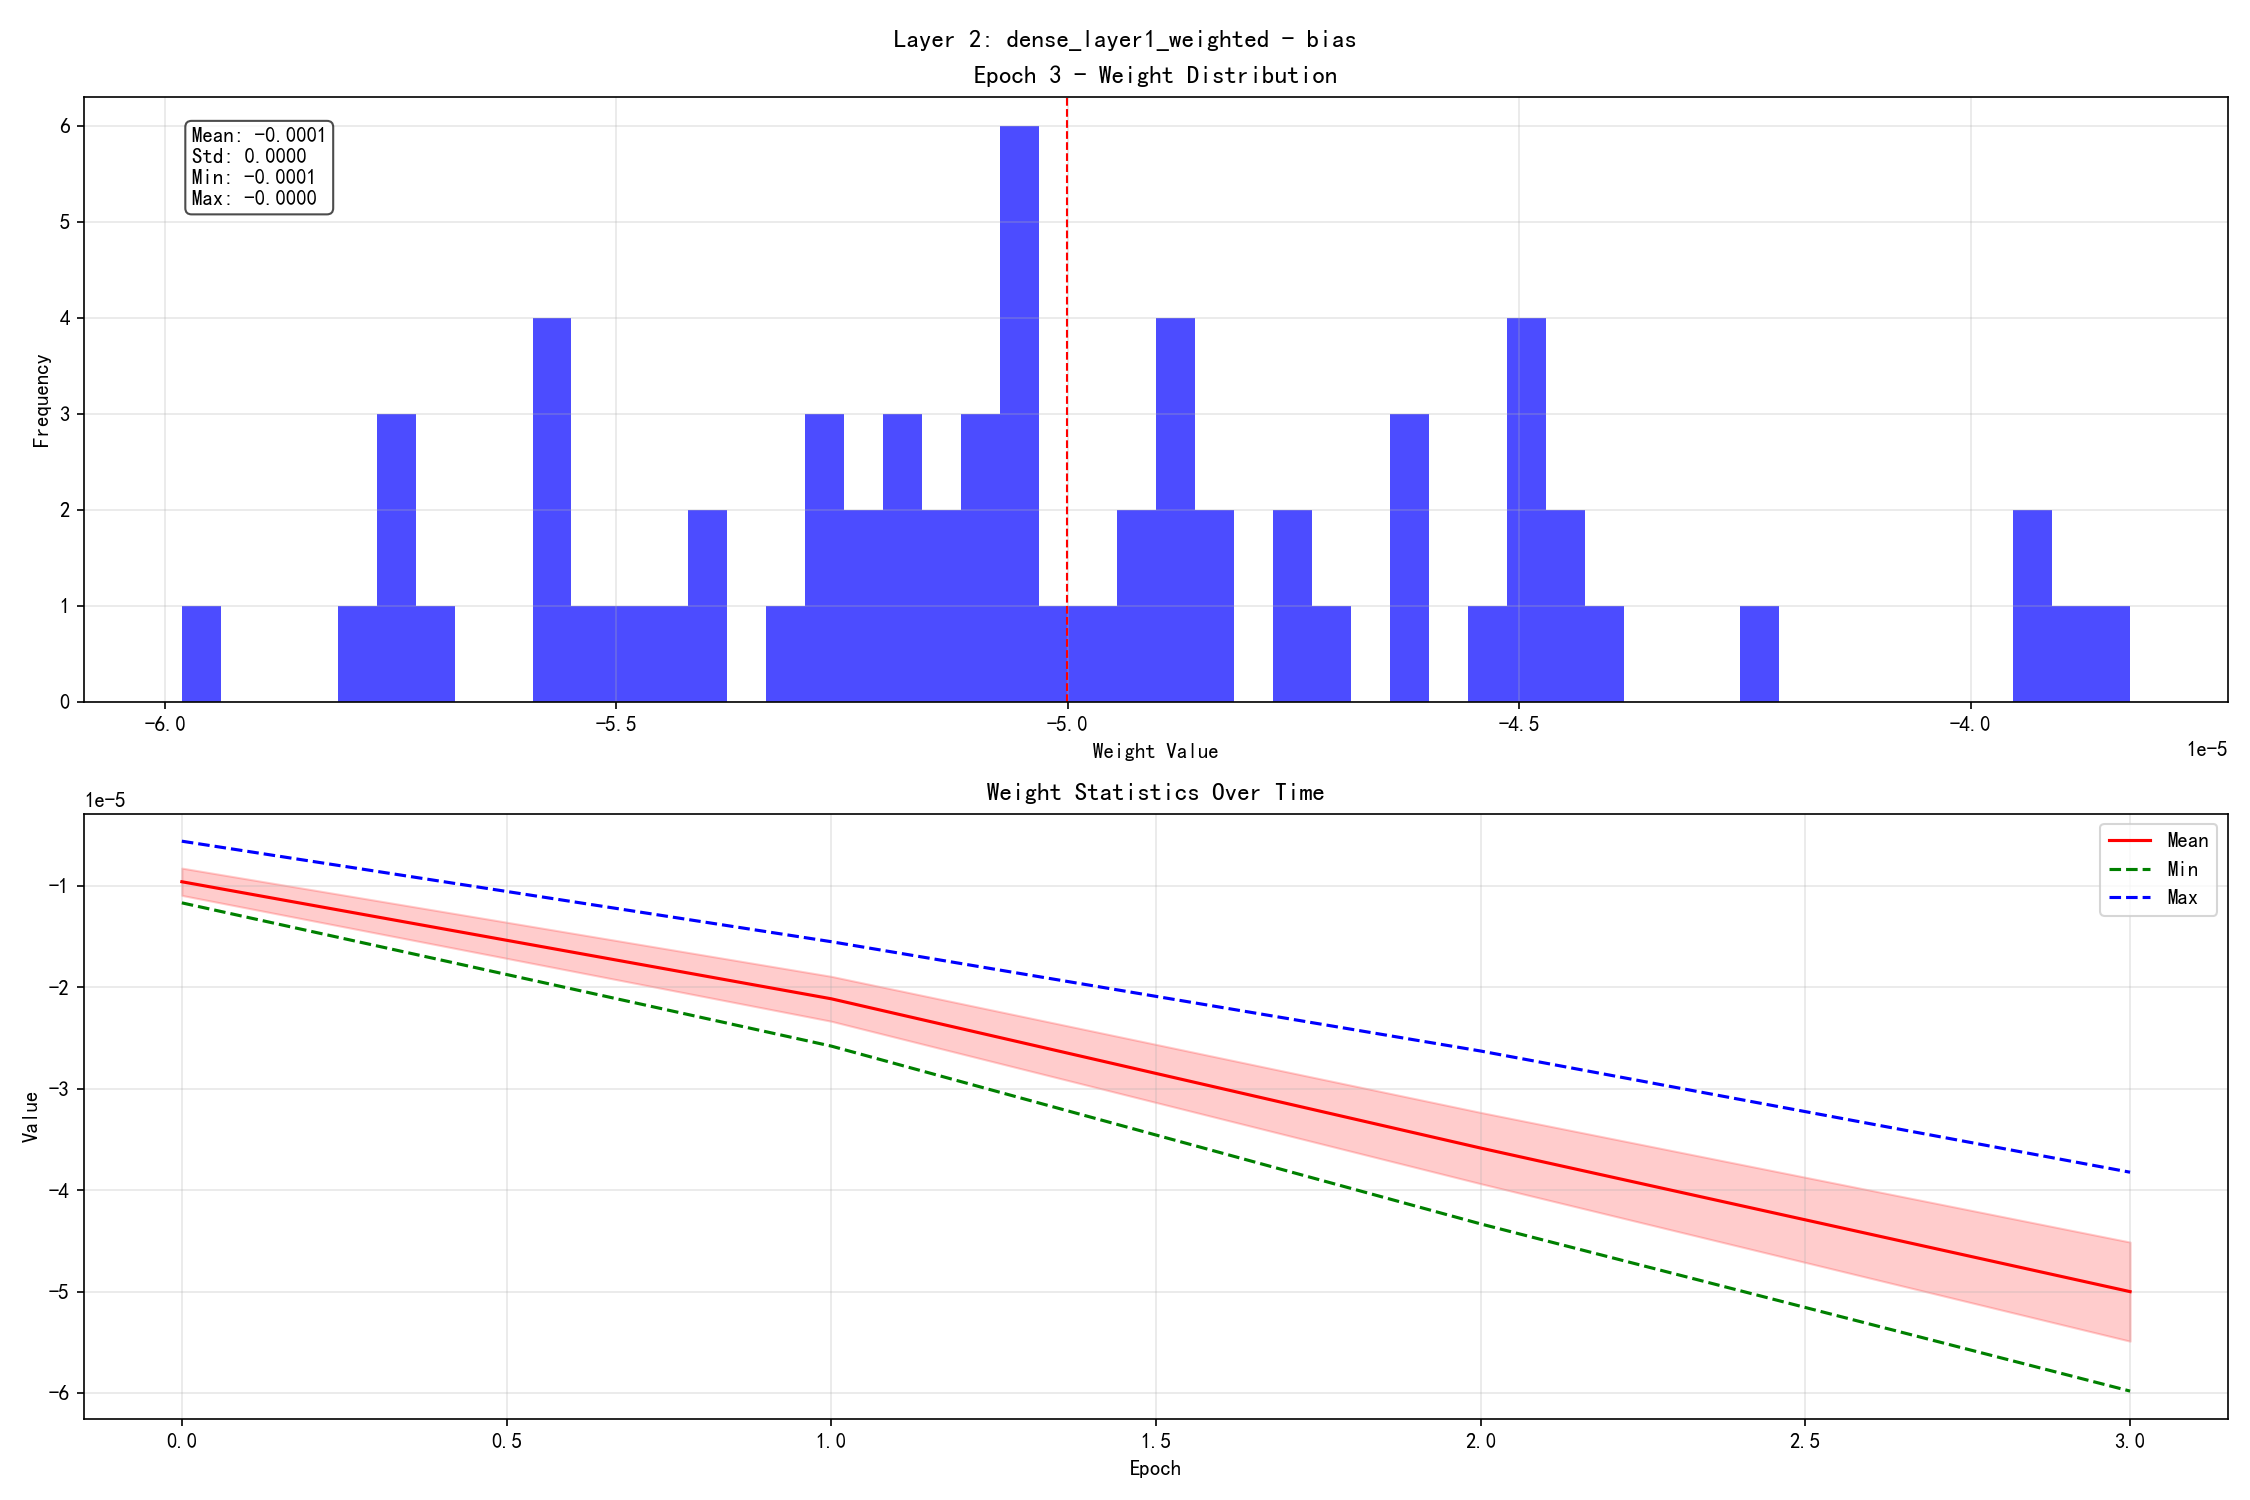 Layer 2: dense_layer1_weighted - bias
Epoch 3 - Weight Distribution
Mean: -0.0001
Std: 0.0000
Min: -0.0001
Max: -0.0000
6
5
4
3
2
1
0
Frequency
-6.0 -5.5 -5.0 -4.5 -4.0
Weight Value
1e-5
Weight Statistics Over Time
1e-5
Mean
Min
Max
-1
-2
-3
-4
-5
-6
Value
0.0 0.5 1.0 1.5 2.0 2.5 3.0
Epoch